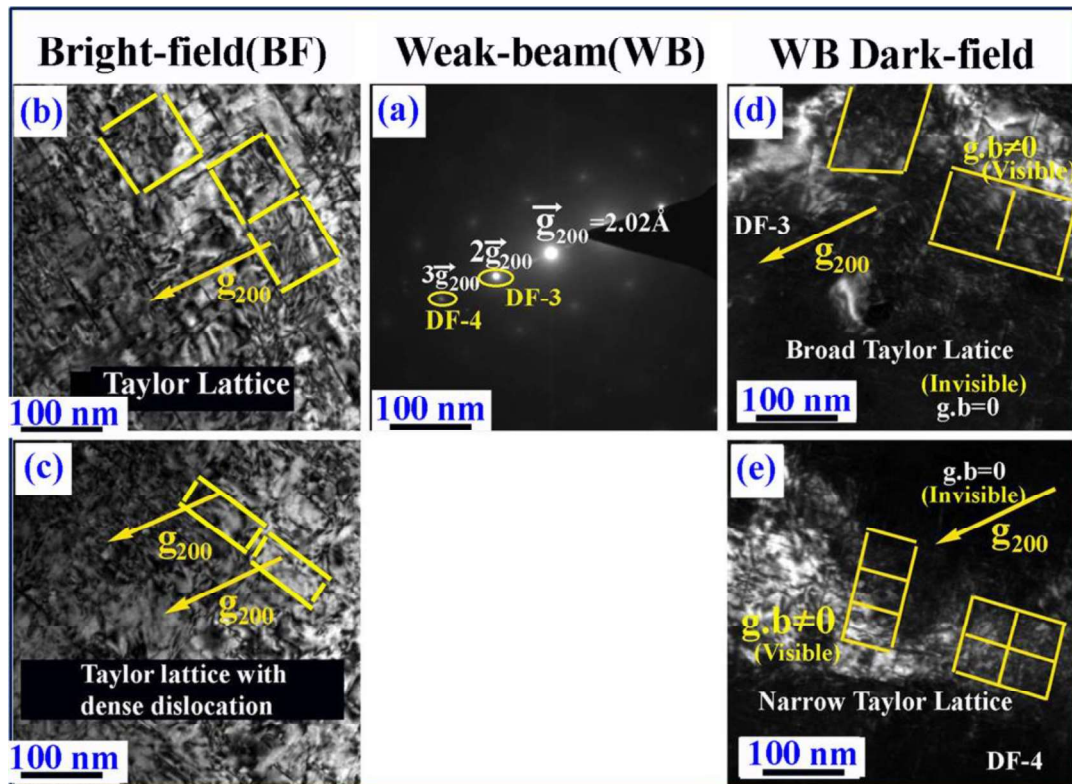 Bright-field(BF)
Weak-beam(WB)
WB Dark-field
(b)
g200
Taylor Lattice
100 nm
(a)
g200=2.02Å
2g200
3g200
DF-3
DF-4
100 nm
(d)
g.b≠0
(Visible)
DF-3
g200
Broad Taylor Latice
(Invisible)
g.b=0
100 nm
(c)
g200
g200
Taylor lattice with
dense dislocation
100 nm
(e)
g.b=0
(Invisible)
g200
g.b≠0
(Visible)
Narrow Taylor Lattice
DF-4
100 nm